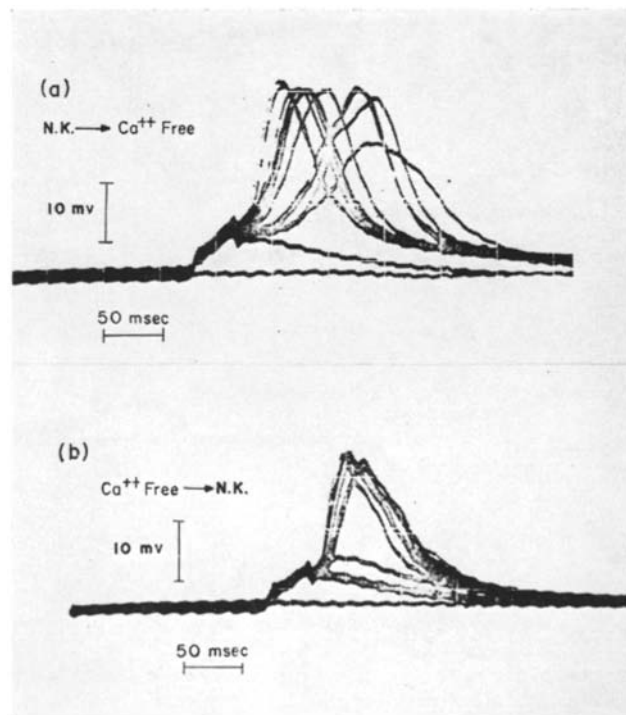 (a)
N.K. → Ca⁺⁺ Free
10 mv
50 msec
(b)
Ca⁺⁺ Free → N.K.
10 mv
50 msec